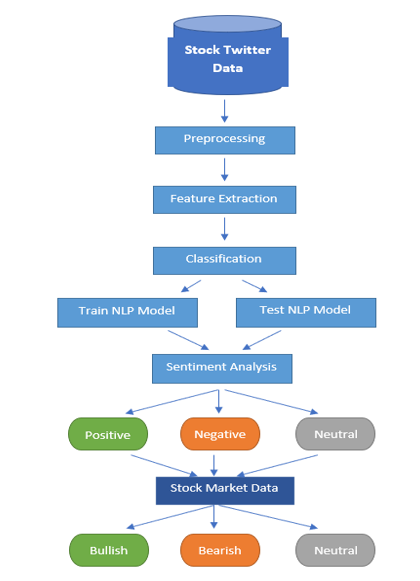 Stock Twitter
Data
Preprocessing
Feature Extraction
Classification
Train NLP Model
Test NLP Model
Sentiment Analysis
Positive
Negative
Neutral
Stock Market Data
Bullish
Bearish
Neutral